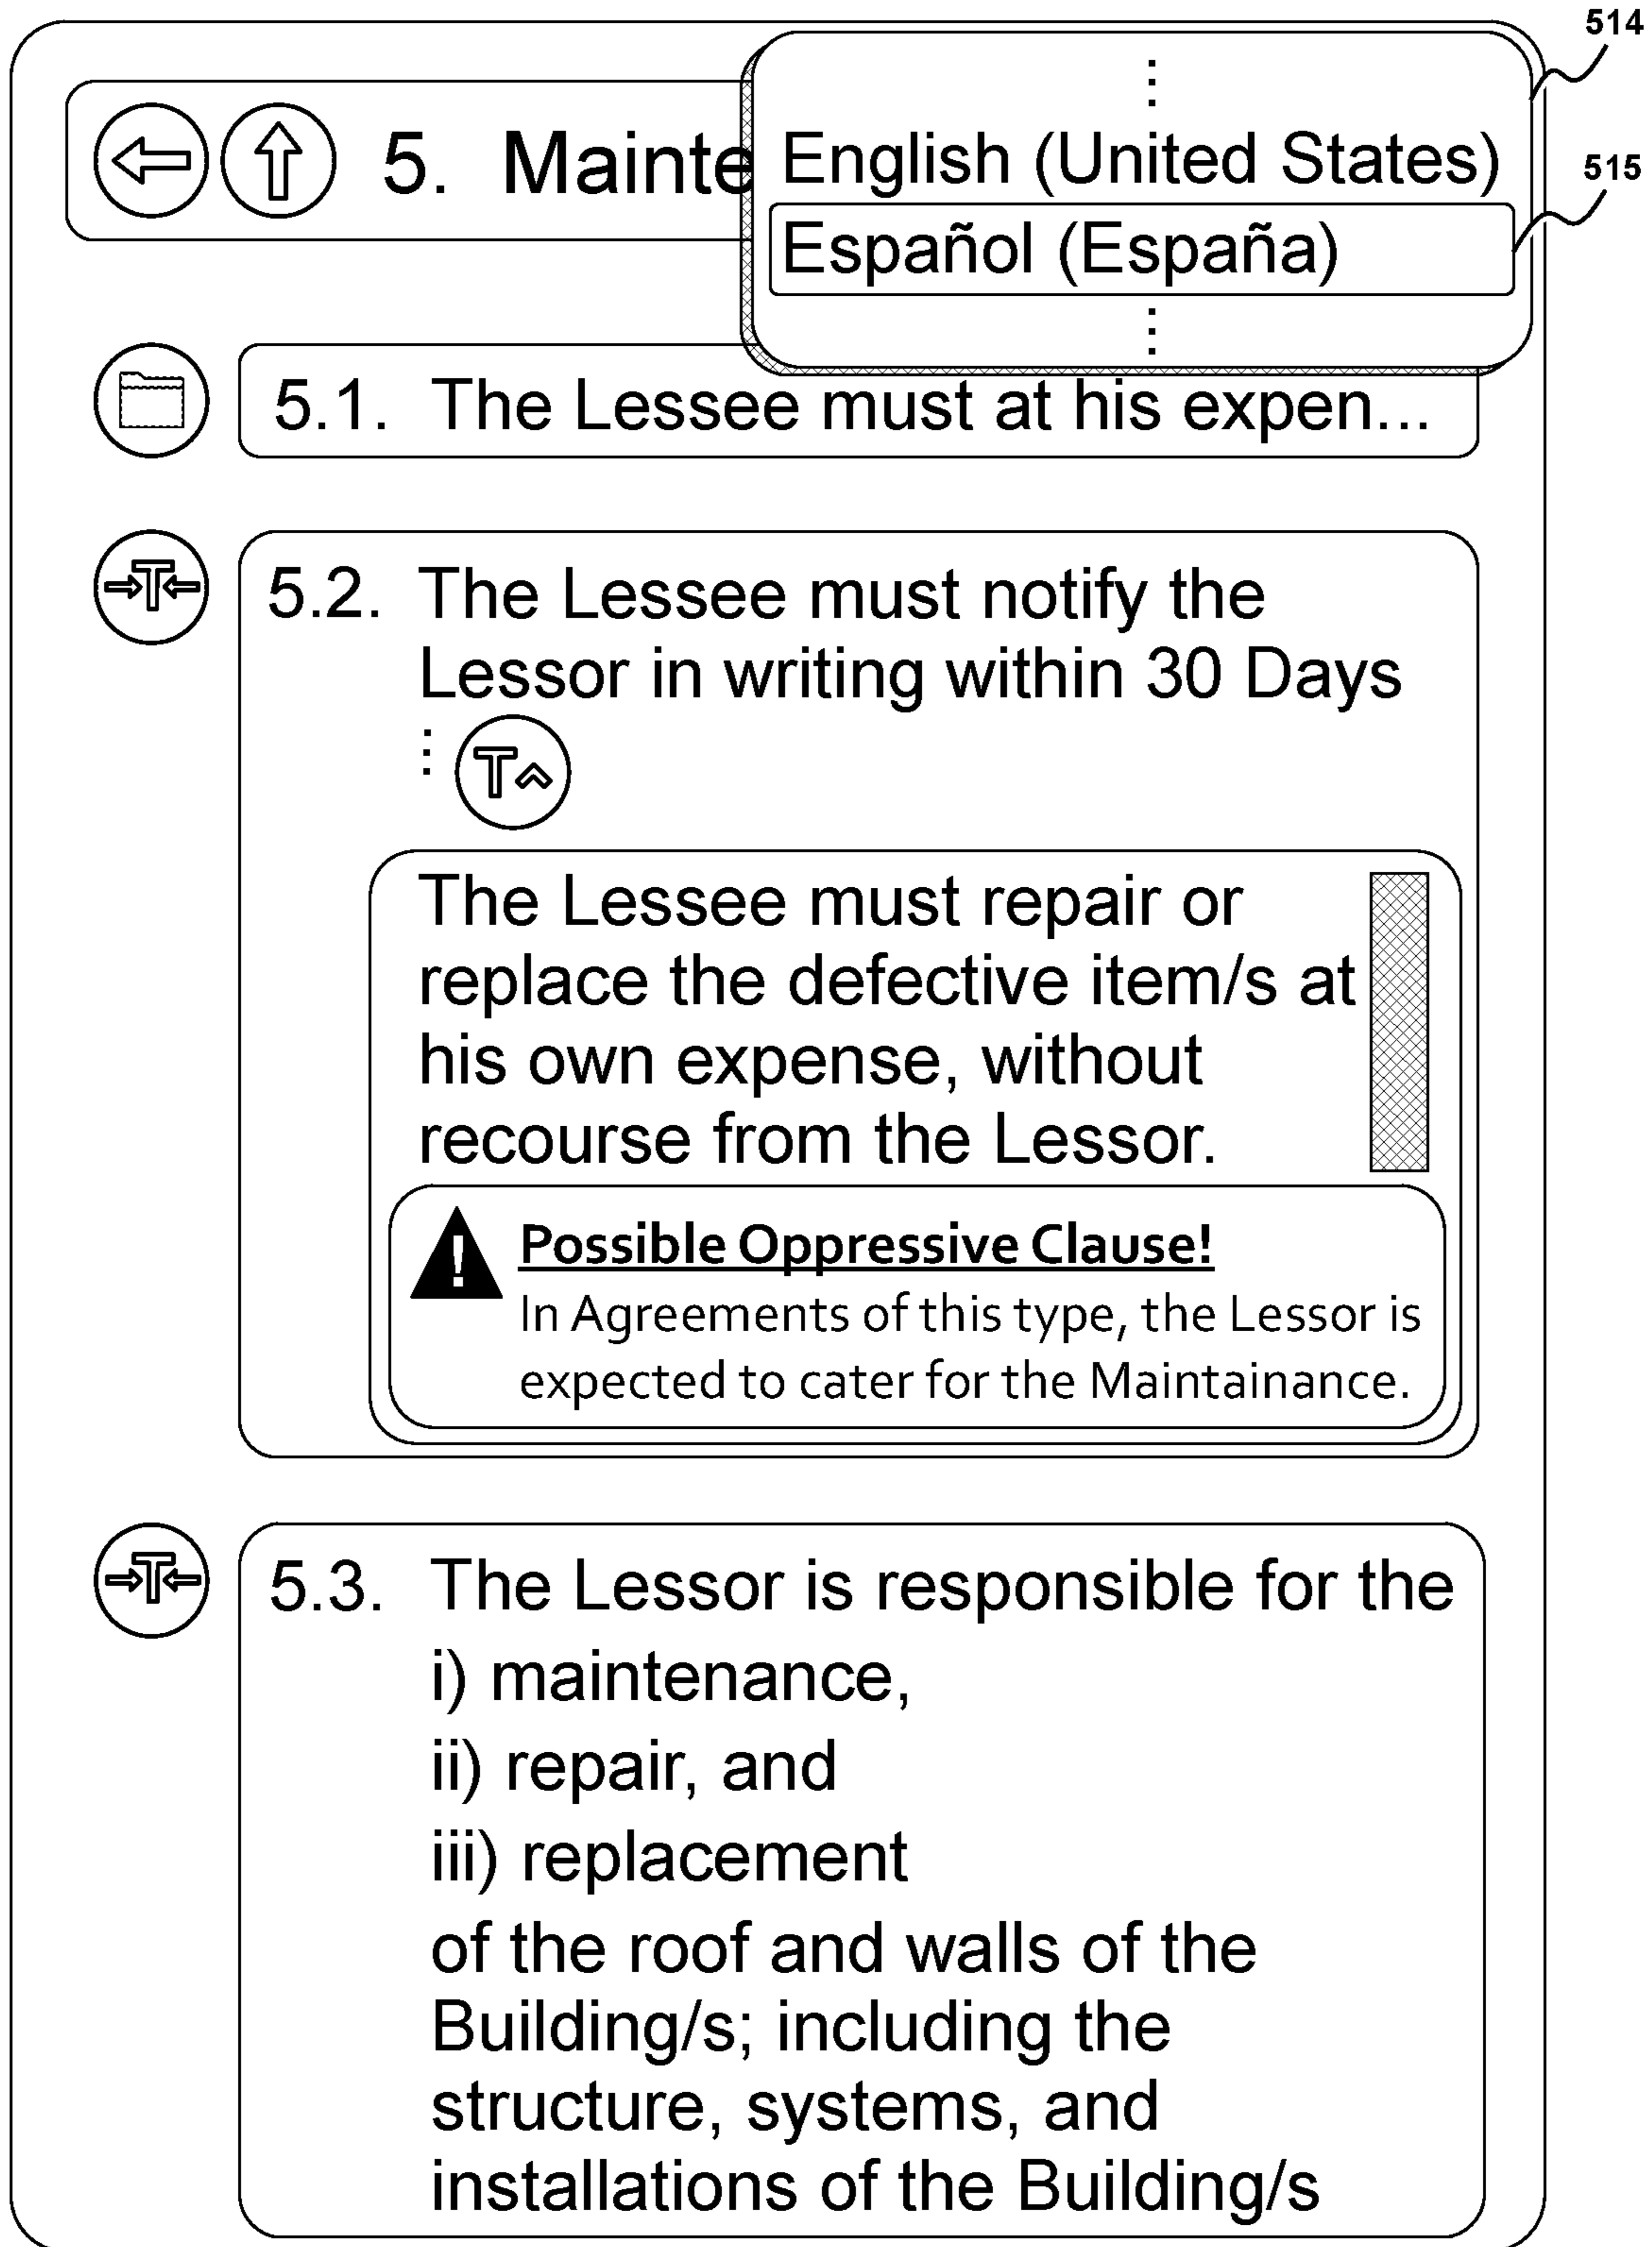 514
5. Mainte
English (United States)
515
Español (España)
5.1. The Lessee must at his expen...
5.2. The Lessee must notify the
Lessor in writing within 30 Days
T
The Lessee must repair or
replace the defective item/s at
his own expense, without
recourse from the Lessor.
Possible Oppressive Clause!
In Agreements of this type, the Lessor is
expected to cater for the Maintainance.
5.3. The Lessor is responsible for the
i) maintenance,
ii) repair, and
iii) replacement
of the roof and walls of the
Building/s; including the
structure, systems, and
installations of the Building/s